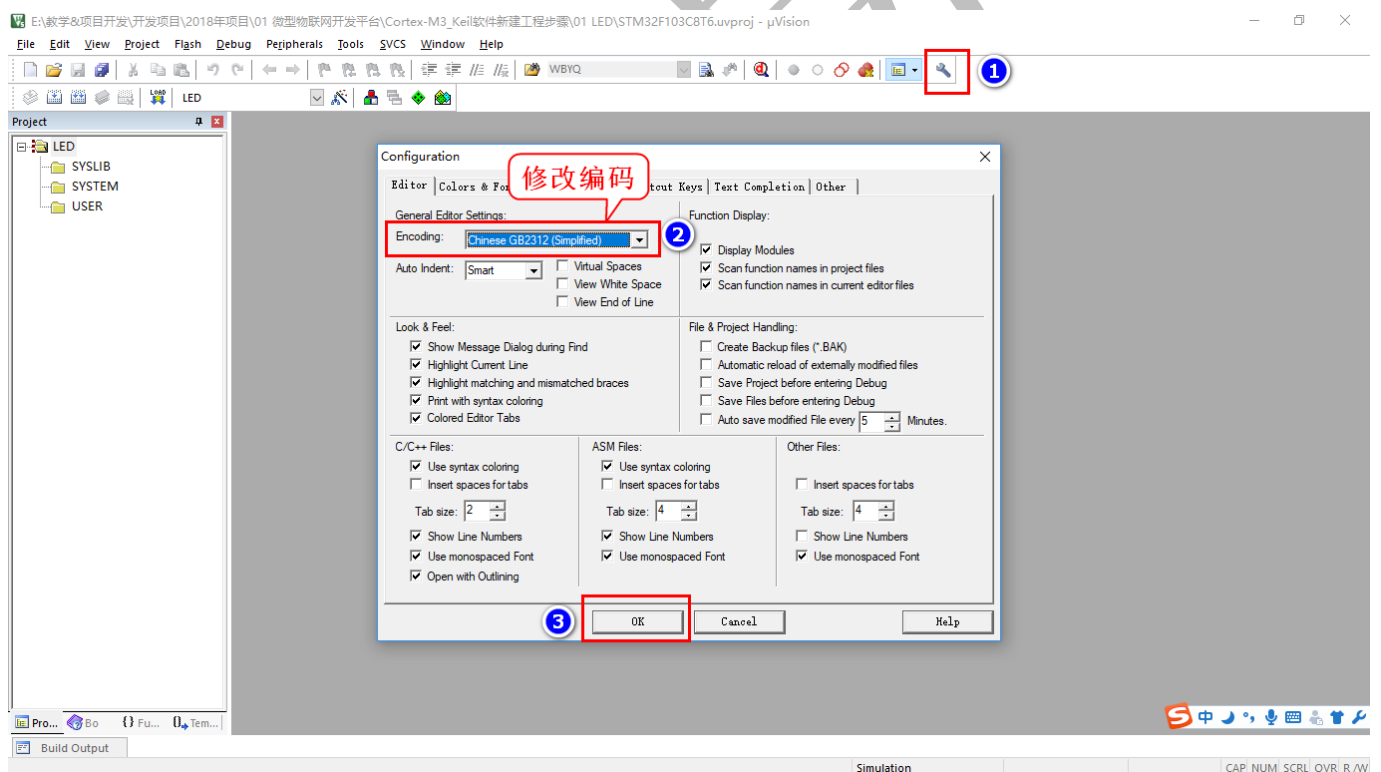 E:\教学&项目开发\开发项目\2018年项目\01 微型物联网开发平台\Cortex-M3_Keil软件新建工程步骤\01 LED\STM32F103C8T6.uvproj - µVision
File Edit View Project Flash Debug Peripherals Tools SVCS Window Help
WBYQ
1
LOAD
LED
Project
LED
SYSLIB
SYSTEM
USER
Configuration
修改编码
Editor Colors & Fo tcut Keys Text Completion Other
General Editor Settings:
Function Display:
Encoding: Chinese GB2312 (Simplified)
2
Display Modules
Auto Indent: Smart
Virtual Spaces
Scan function names in project files
View White Space
Scan function names in current editor files
View End of Line
Look & Feel:
File & Project Handling:
Show Message Dialog during Find
Create Backup files (*.BAK)
Highlight Current Line
Automatic reload of externally modified files
Highlight matching and mismatched braces
Save Project before entering Debug
Print with syntax coloring
Save Files before entering Debug
Colored Editor Tabs
Auto save modified File every 5 Minutes.
C/C++ Files:
ASM Files:
Other Files:
Use syntax coloring
Use syntax coloring
Insert spaces for tabs
Insert spaces for tabs
Insert spaces for tabs
Tab size: 2
Tab size: 4
Tab size: 4
Show Line Numbers
Show Line Numbers
Show Line Numbers
Use monospaced Font
Use monospaced Font
Use monospaced Font
Open with Outlining
3
OK
Cancel
Help
Pro... Bo {} Fu... 0 Tem...
中
Build Output
Simulation
CAP NUM SCRL OVR R/W